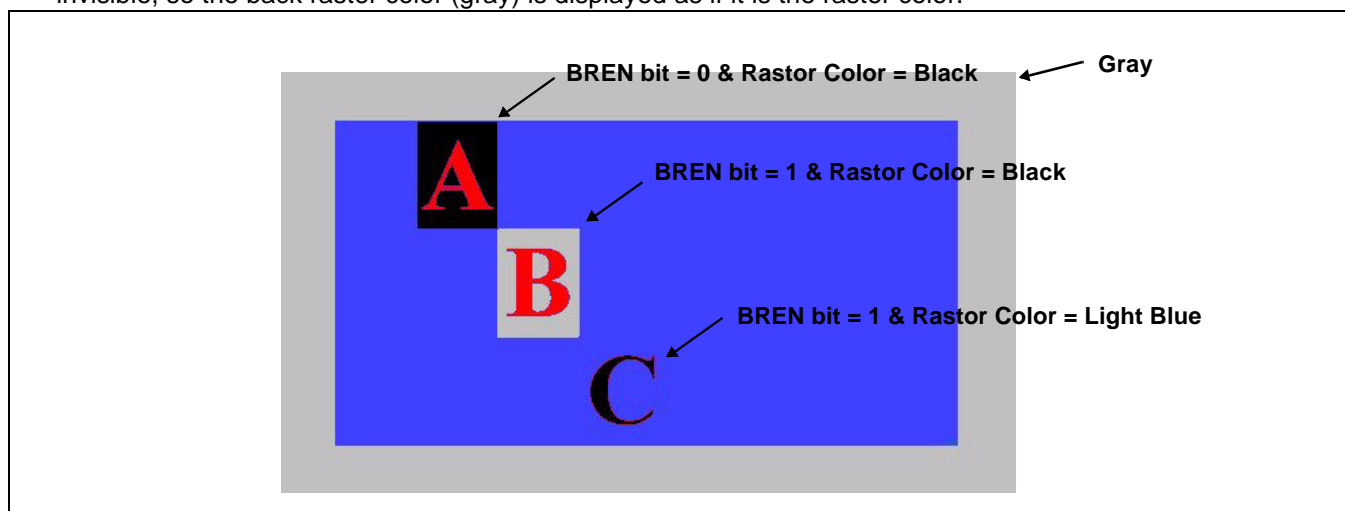 invisible, so the back raster color (gray) is displayed as if it is the raster color.
BREN bit = 0 & Rastor Color = Black
Gray
A
BREN bit = 1 & Rastor Color = Black
B
BREN bit = 1 & Rastor Color = Light Blue
C